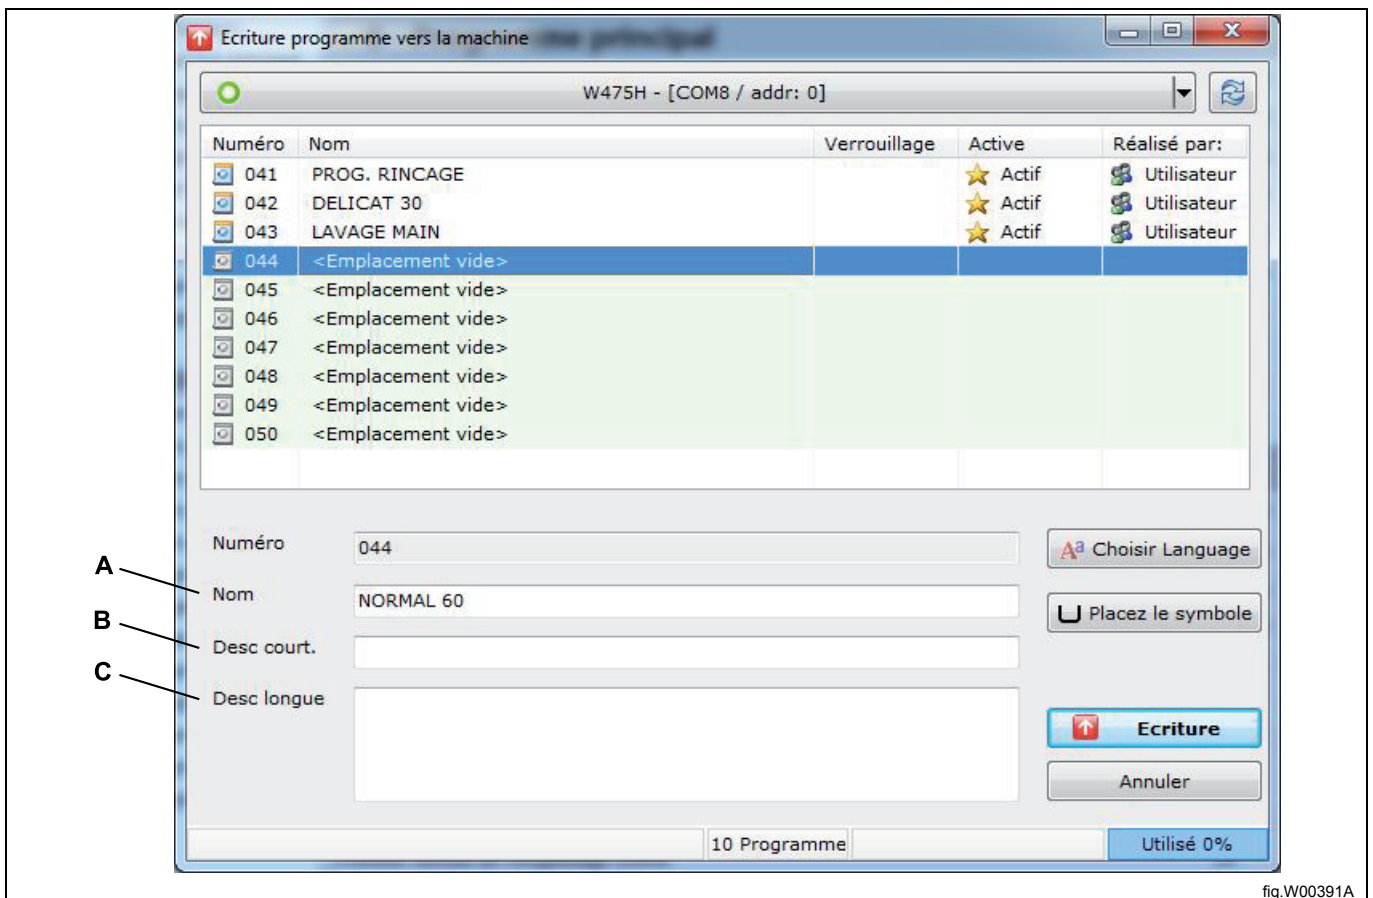 Ecriture programme vers la machine
W475H - [COM8 / addr: 0]
Numéro Nom Verrouillage Active Réalisé par:
041 PROG. RINCAGE Actif Utilisateur
042 DELICAT 30 Actif Utilisateur
043 LAVAGE MAIN Actif Utilisateur
044 <Emplacement vide>
045 <Emplacement vide>
046 <Emplacement vide>
047 <Emplacement vide>
048 <Emplacement vide>
049 <Emplacement vide>
050 <Emplacement vide>
Numéro 044 Aa Choisir Language
A Nom NORMAL 60 Placez le symbole
B Desc court.
C Desc longue
Ecriture
Annuler
10 Programme Utilisé 0%
fig.W00391A